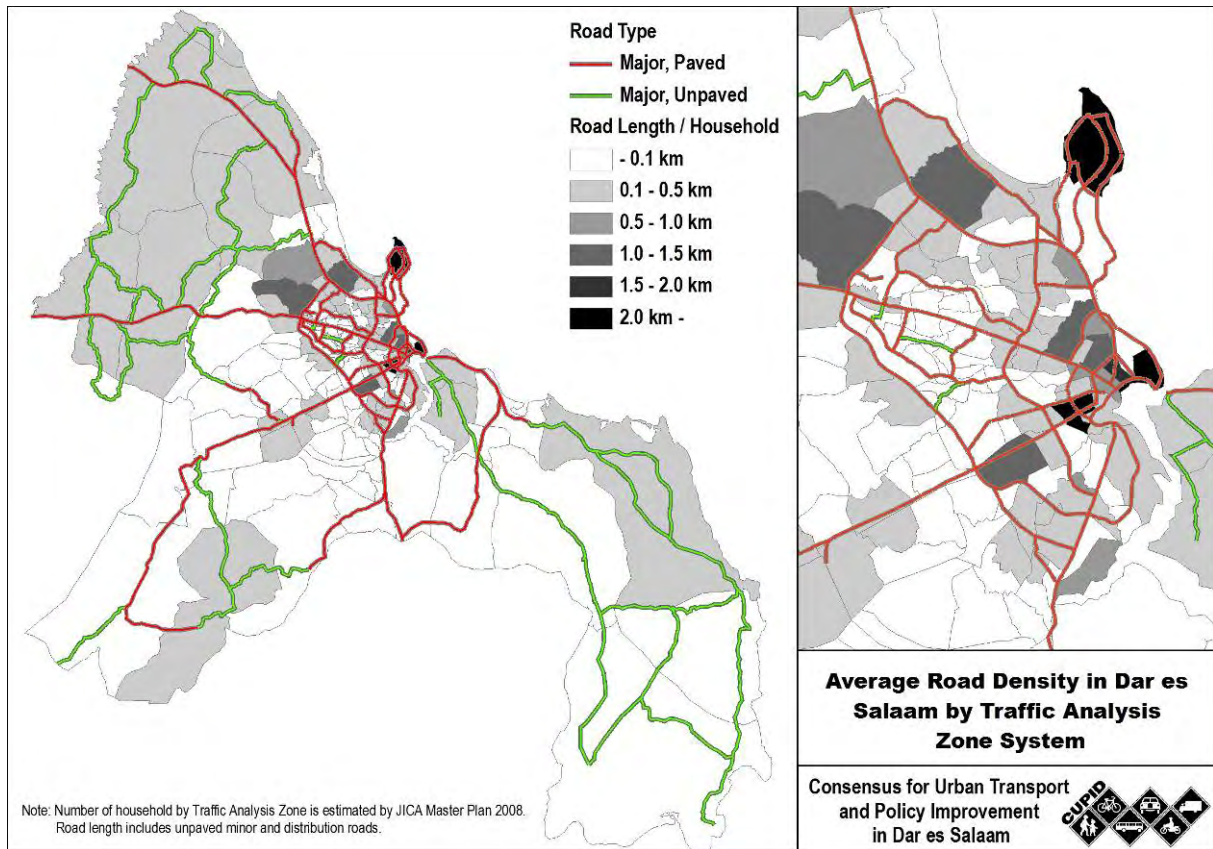 Road Type
Major, Paved
Major, Unpaved
Road Length / Household
- 0.1 km
0.1 - 0.5 km
0.5 - 1.0 km
1.0 - 1.5 km
1.5 - 2.0 km
2.0 km -
Note: Number of household by Traffic Analysis Zone is estimated by JICA Master Plan 2008.
Road length includes unpaved minor and distribution roads.
Average Road Density in Dar es
Salaam by Traffic Analysis
Zone System
Consensus for Urban Transport
and Policy Improvement
in Dar es Salaam
CUPID